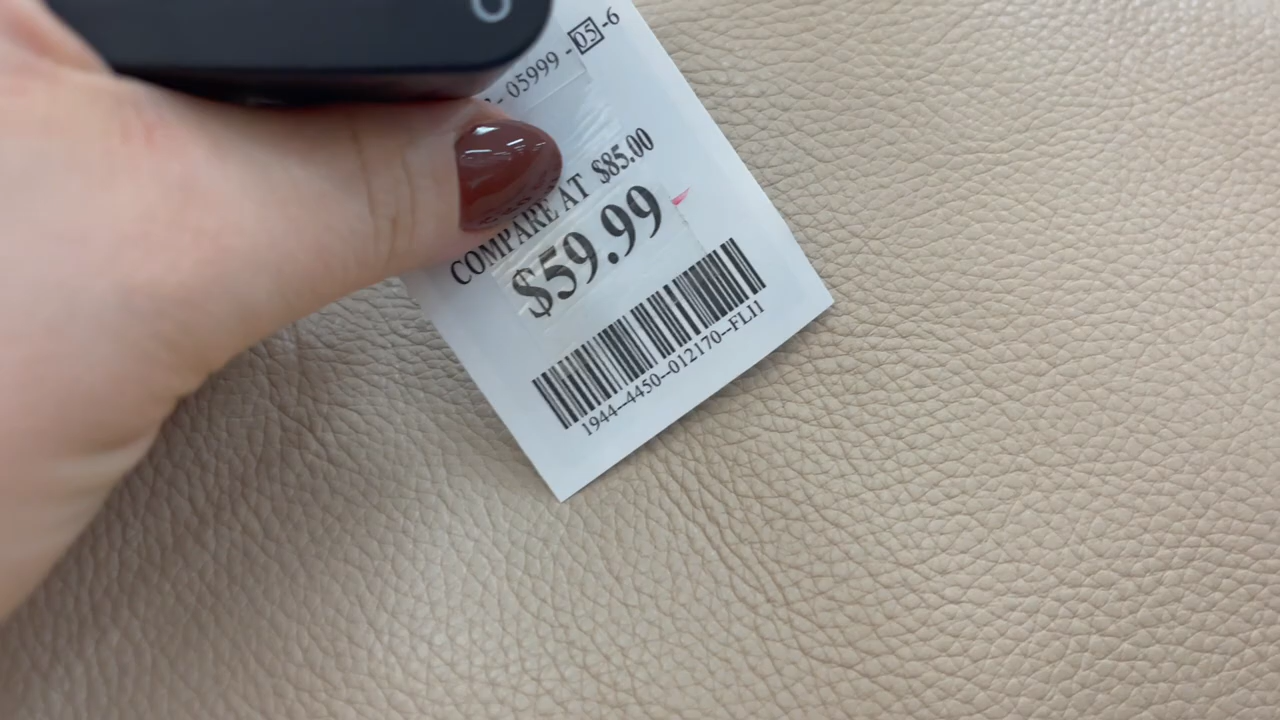 - 05999 - 05 -6
COMPARE AT $85.00
$59.99
1944--4450--012170--FL11